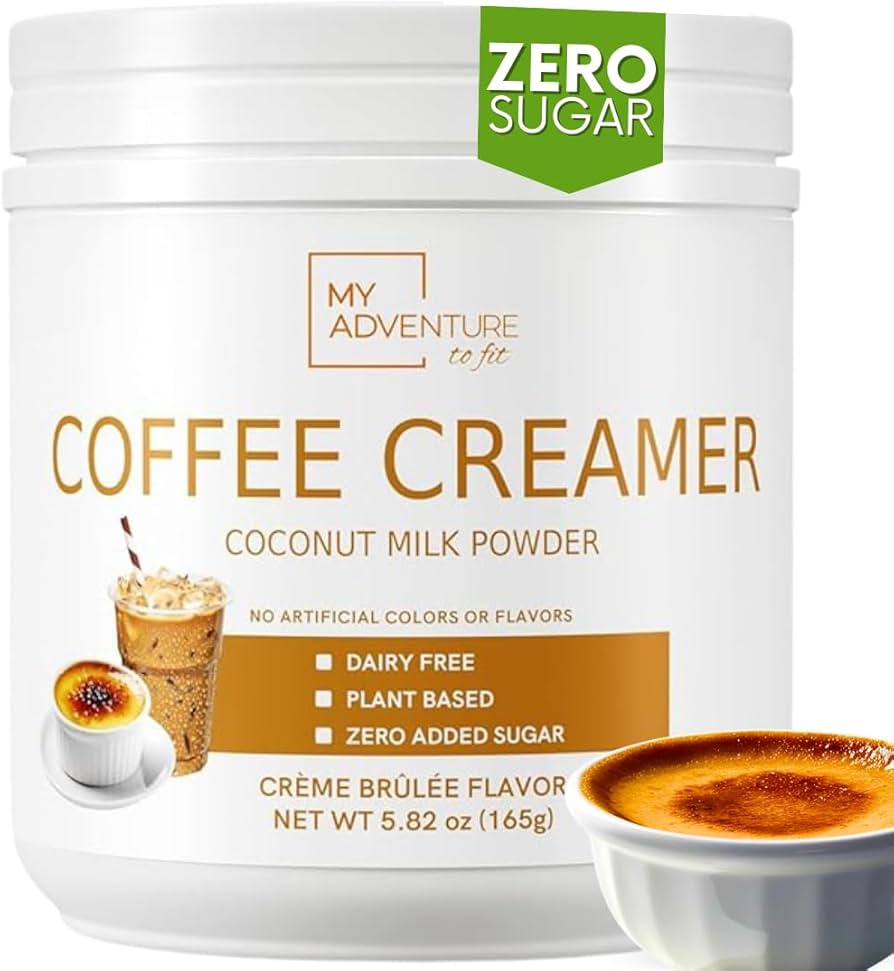 ZERO
SUGAR
MY
ADVENTURE
to fit
COFFEE CREAMER
COCONUT MILK POWDER
NO ARTIFICIAL COLORS OR FLAVORS
DAIRY FREE
PLANT BASED
ZERO ADDED SUGAR
CRÈME BRÛLÉE FLAVOR
NET WT 5.82 oz (165g)